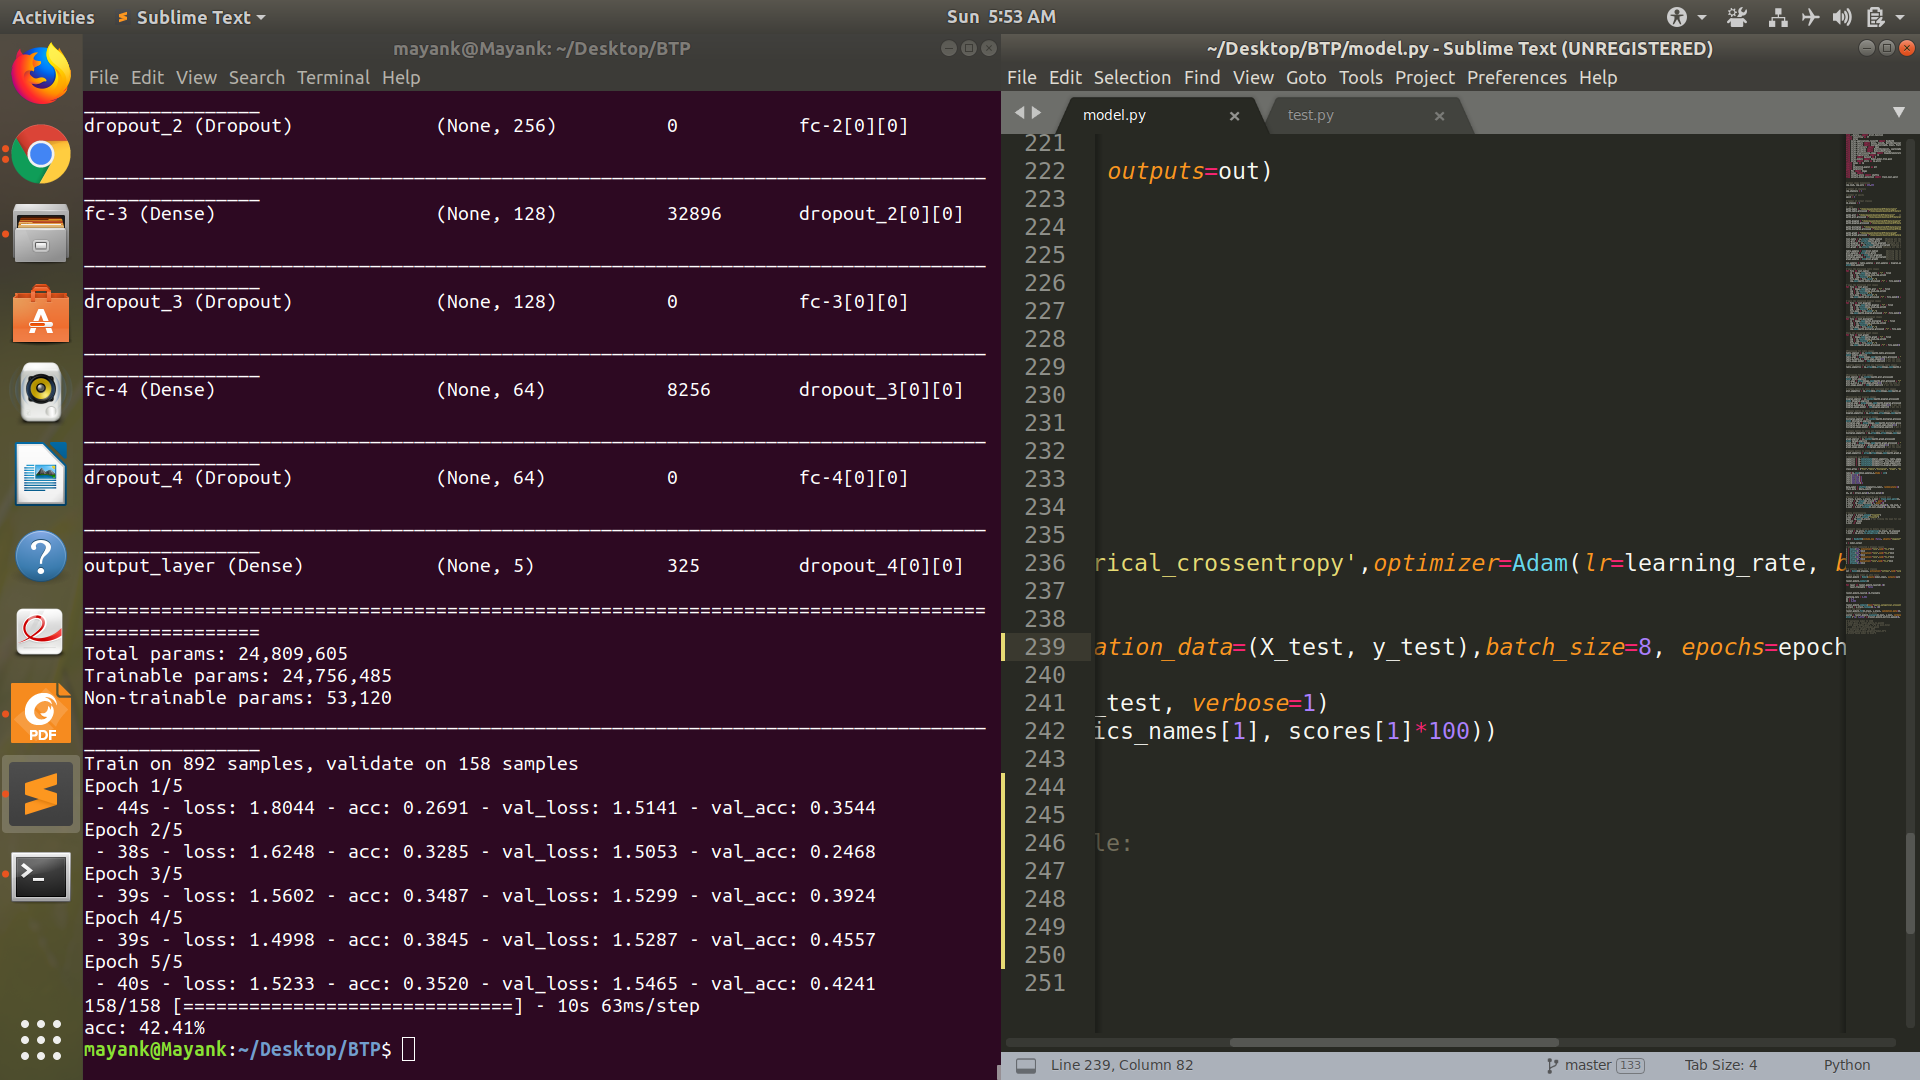 Activities Sublime Text Sun 5:53 AM
mayank@Mayank: ~/Desktop/BTP
File Edit View Search Terminal Help
dropout_2 (Dropout) (None, 256) 0 fc-2[0][0]
fc-3 (Dense) (None, 128) 32896 dropout_2[0][0]
dropout_3 (Dropout) (None, 128) 0 fc-3[0][0]
fc-4 (Dense) (None, 64) 8256 dropout_3[0][0]
dropout_4 (Dropout) (None, 64) 0 fc-4[0][0]
output_layer (Dense) (None, 5) 325 dropout_4[0][0]
==================================================================================
================
Total params: 24,809,605
Trainable params: 24,756,485
Non-trainable params: 53,120
Train on 892 samples, validate on 158 samples
Epoch 1/5
- 44s - loss: 1.8044 - acc: 0.2691 - val_loss: 1.5141 - val_acc: 0.3544
Epoch 2/5
- 38s - loss: 1.6248 - acc: 0.3285 - val_loss: 1.5053 - val_acc: 0.2468
Epoch 3/5
- 39s - loss: 1.5602 - acc: 0.3487 - val_loss: 1.5299 - val_acc: 0.3924
Epoch 4/5
- 39s - loss: 1.4998 - acc: 0.3845 - val_loss: 1.5287 - val_acc: 0.4557
Epoch 5/5
- 40s - loss: 1.5233 - acc: 0.3520 - val_loss: 1.5465 - val_acc: 0.4241
158/158 [==============================] - 10s 63ms/step
acc: 42.41%
mayank@Mayank:~/Desktop/BTP$
~/Desktop/BTP/model.py - Sublime Text (UNREGISTERED)
File Edit Selection Find View Goto Tools Project Preferences Help
model.py × test.py ×
221
222 outputs=out)
223
224
225
226
227
228
229
230
231
232
233
234
235
236 rical_crossentropy',optimizer=Adam(lr=learning_rate, b
237
238
239 ation_data=(X_test, y_test),batch_size=8, epochs=epoch
240
241 _test, verbose=1)
242 ics_names[1], scores[1]*100))
243
244
245
246 le:
247
248
249
250
251
Line 239, Column 82 master 133 Tab Size: 4 Python
PDF